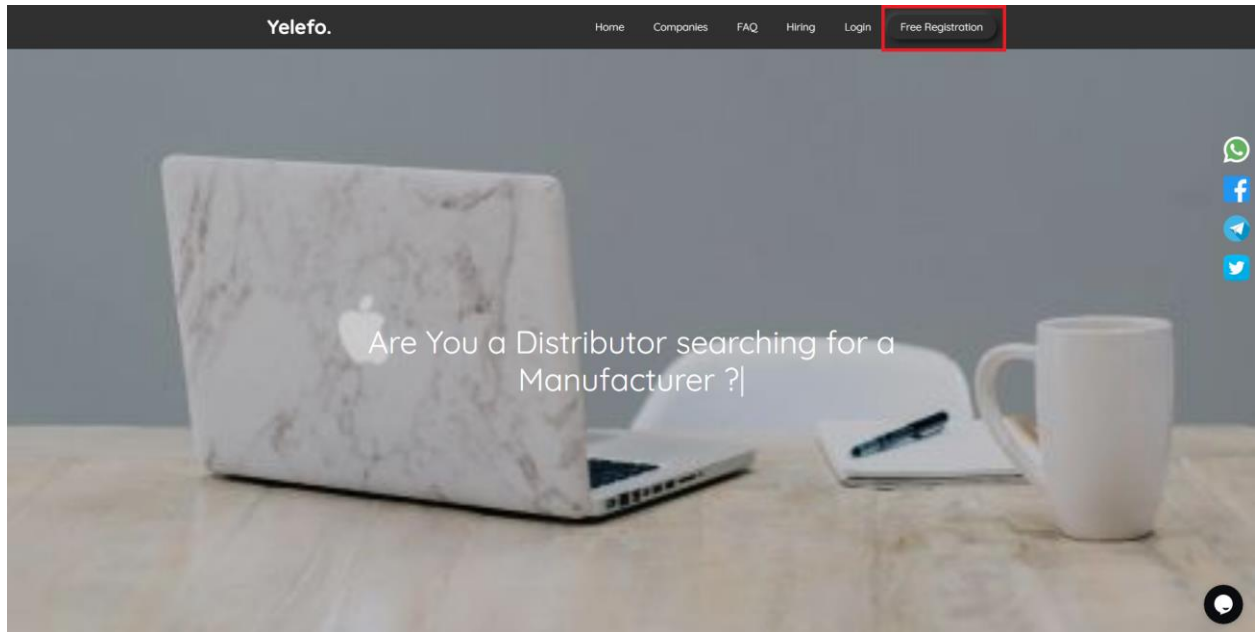 Yelefo.
Home Companies FAQ Hiring Login Free Registration
Are You a Distributor searching for a
Manufacturer ?|